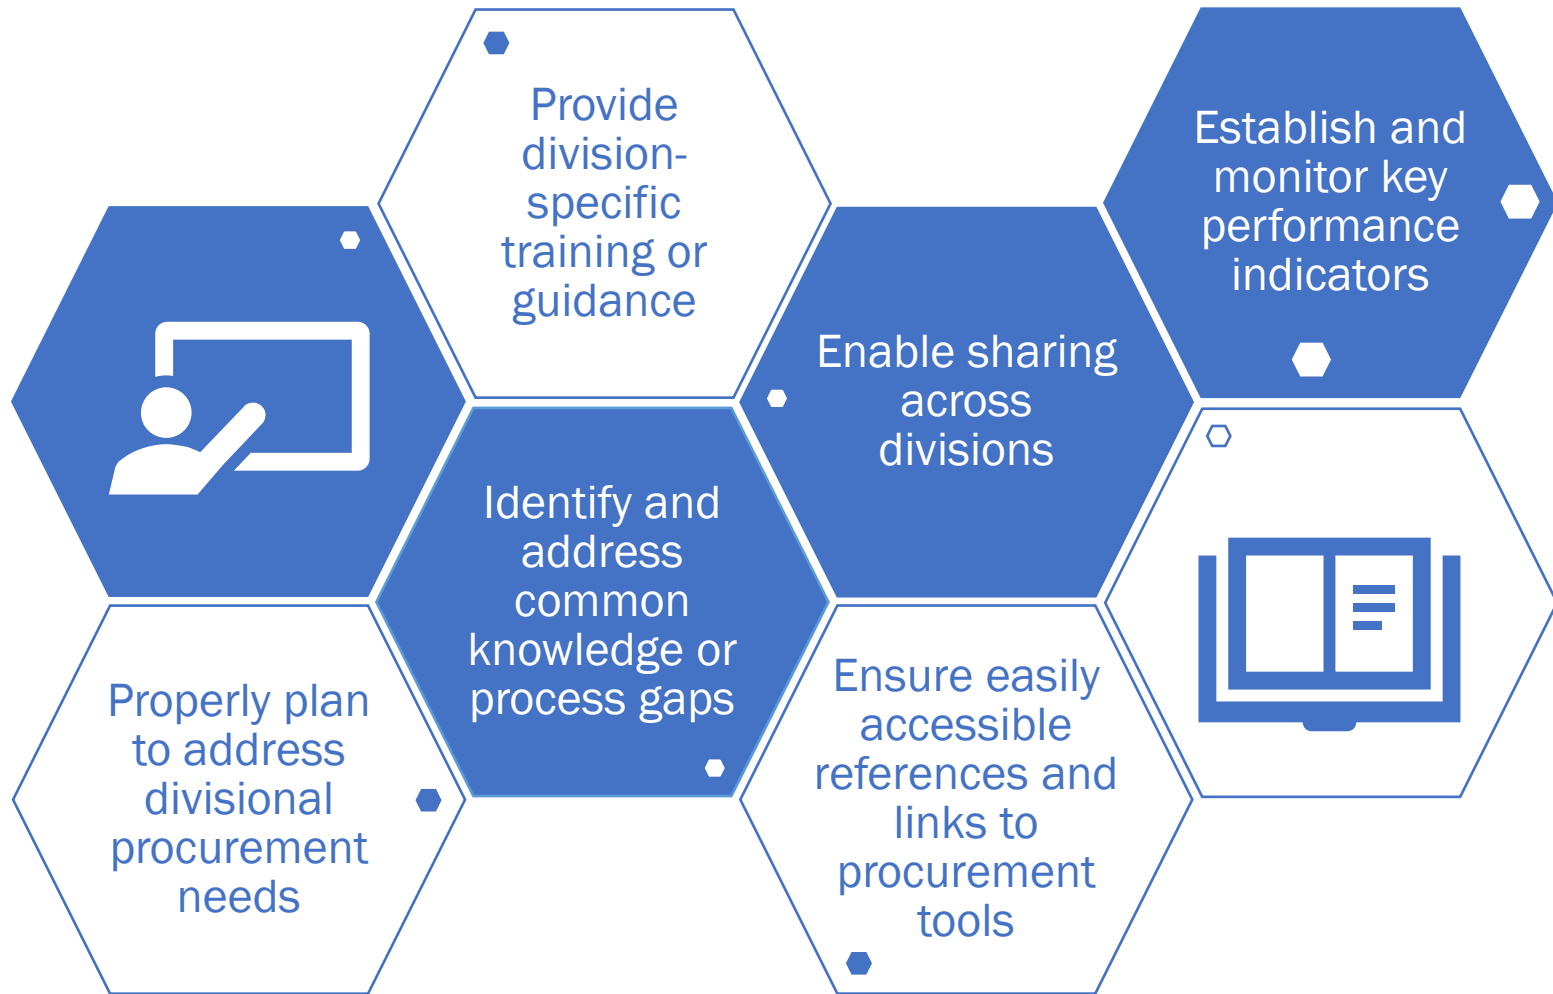 Provide
division-
specific
training or
guidance
Establish and
monitor key
performance
indicators
Enable sharing
across
divisions
Identify and
address
common
knowledge or
process gaps
Properly plan
to address
divisional
procurement
needs
Ensure easily
accessible
references and
links to
procurement
tools